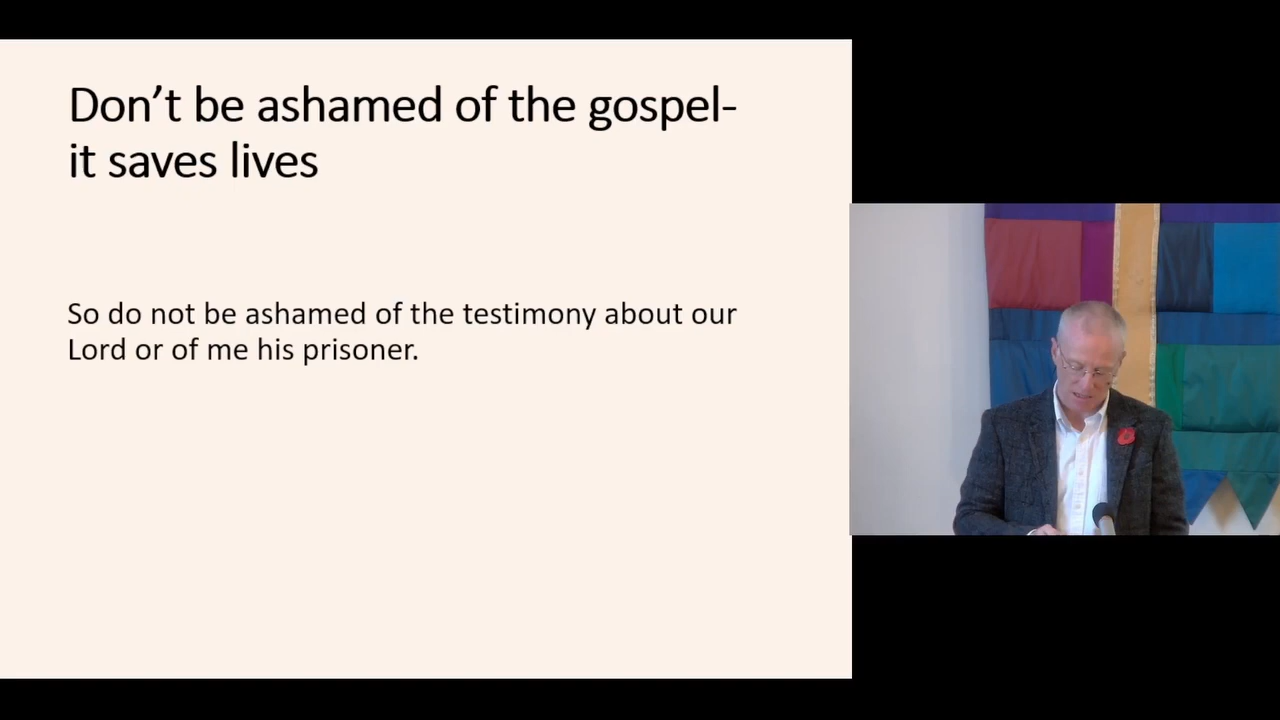 Don’t be ashamed of the gospel-
it saves lives
So do not be ashamed of the testimony about our
Lord or of me his prisoner.